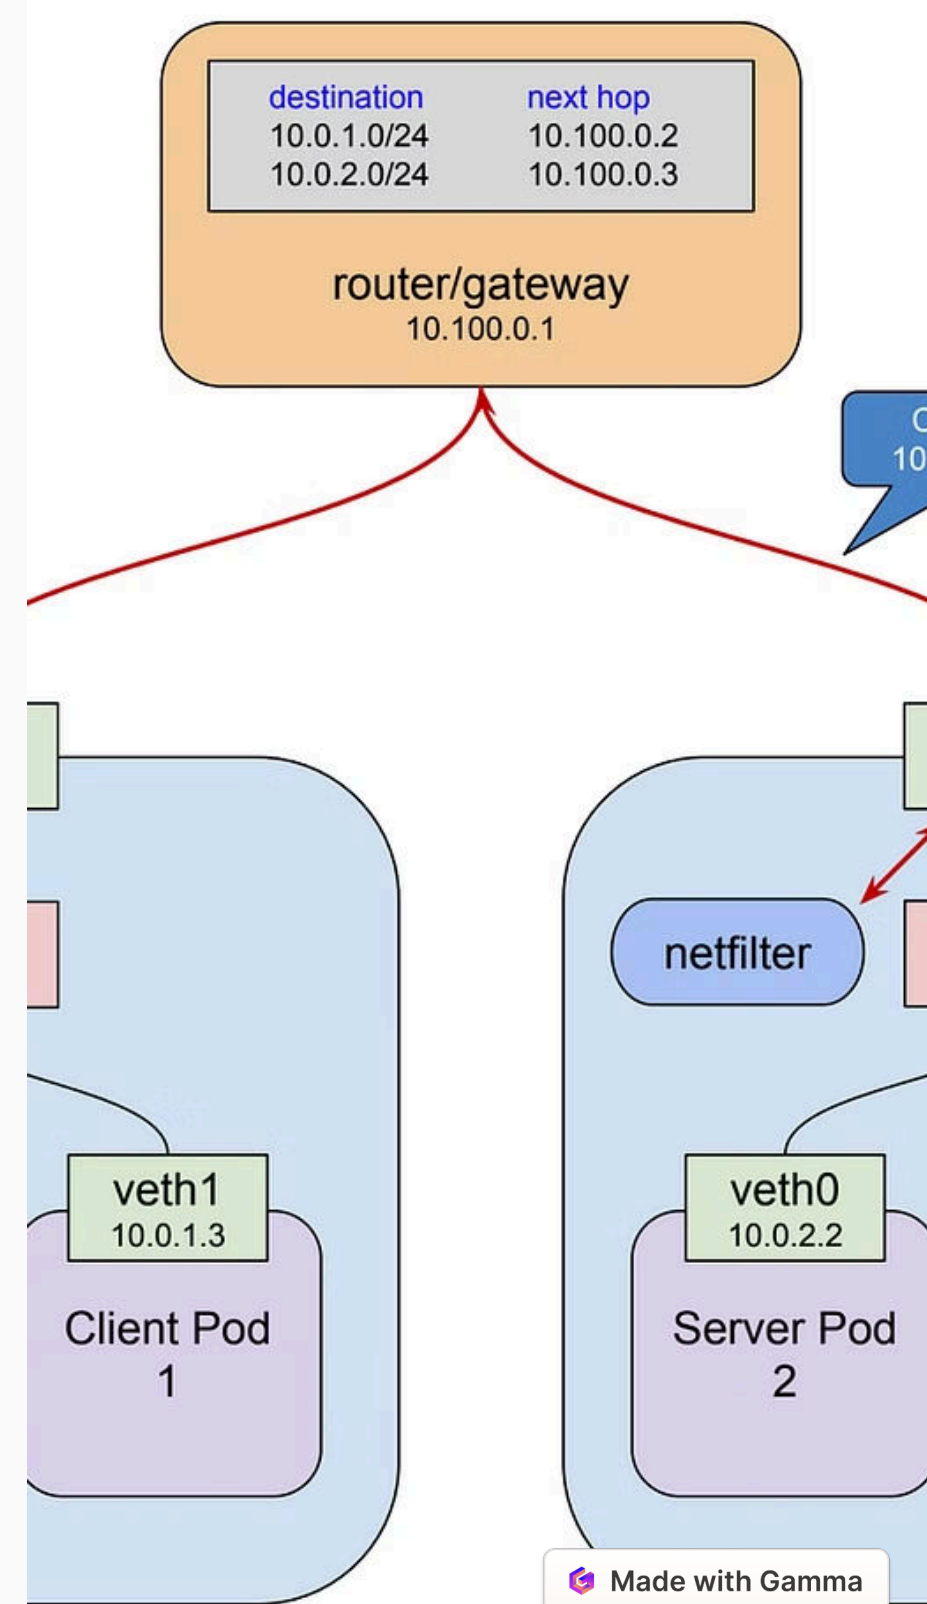 destination next hop
10.0.1.0/24 10.100.0.2
10.0.2.0/24 10.100.0.3
router/gateway
10.100.0.1
10
netfilter
veth1
10.0.1.3
Client Pod
1
veth0
10.0.2.2
Server Pod
2
Made with Gamma